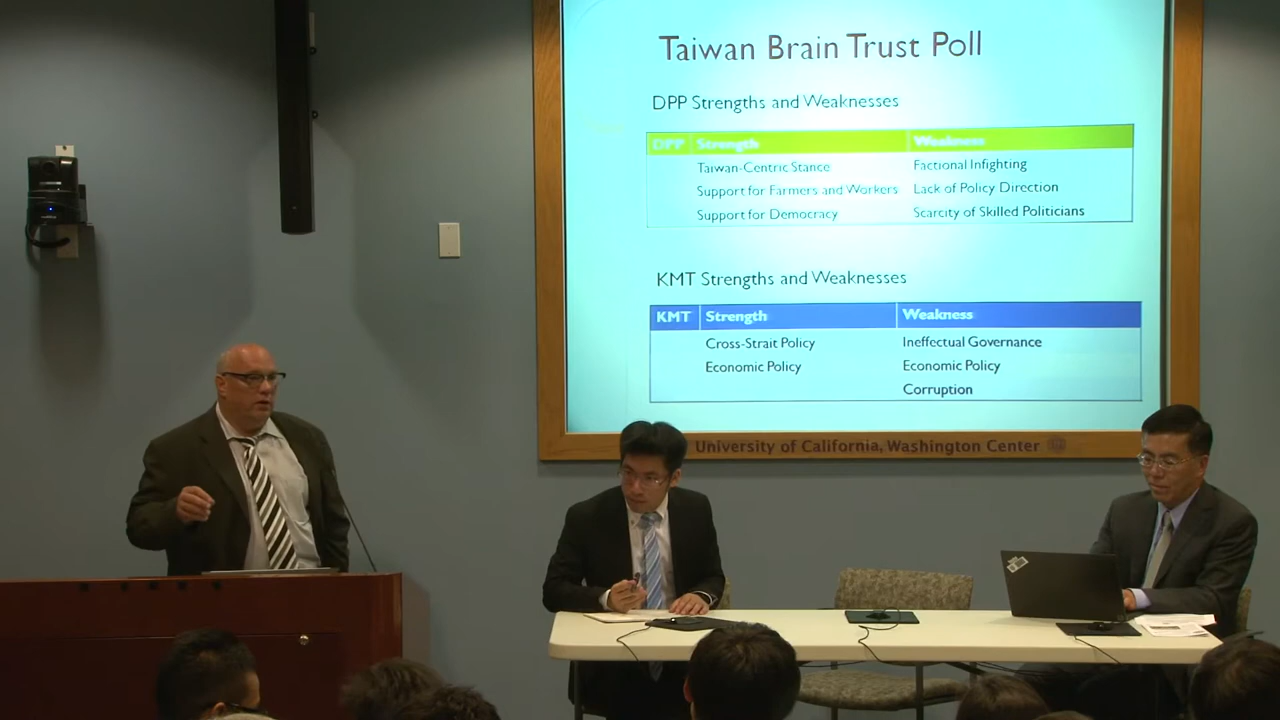 Taiwan Brain Trust Poll
DPP Strengths and Weaknesses
DPP Strength Weakness
Taiwan-Centric Stance Factional Infighting
Support for Farmers and Workers Lack of Policy Direction
Support for Democracy Scarcity of Skilled Politicians
KMT Strengths and Weaknesses
KMT Strength Weakness
Cross-Strait Policy Ineffectual Governance
Economic Policy Economic Policy
Corruption
University of California, Washington Center